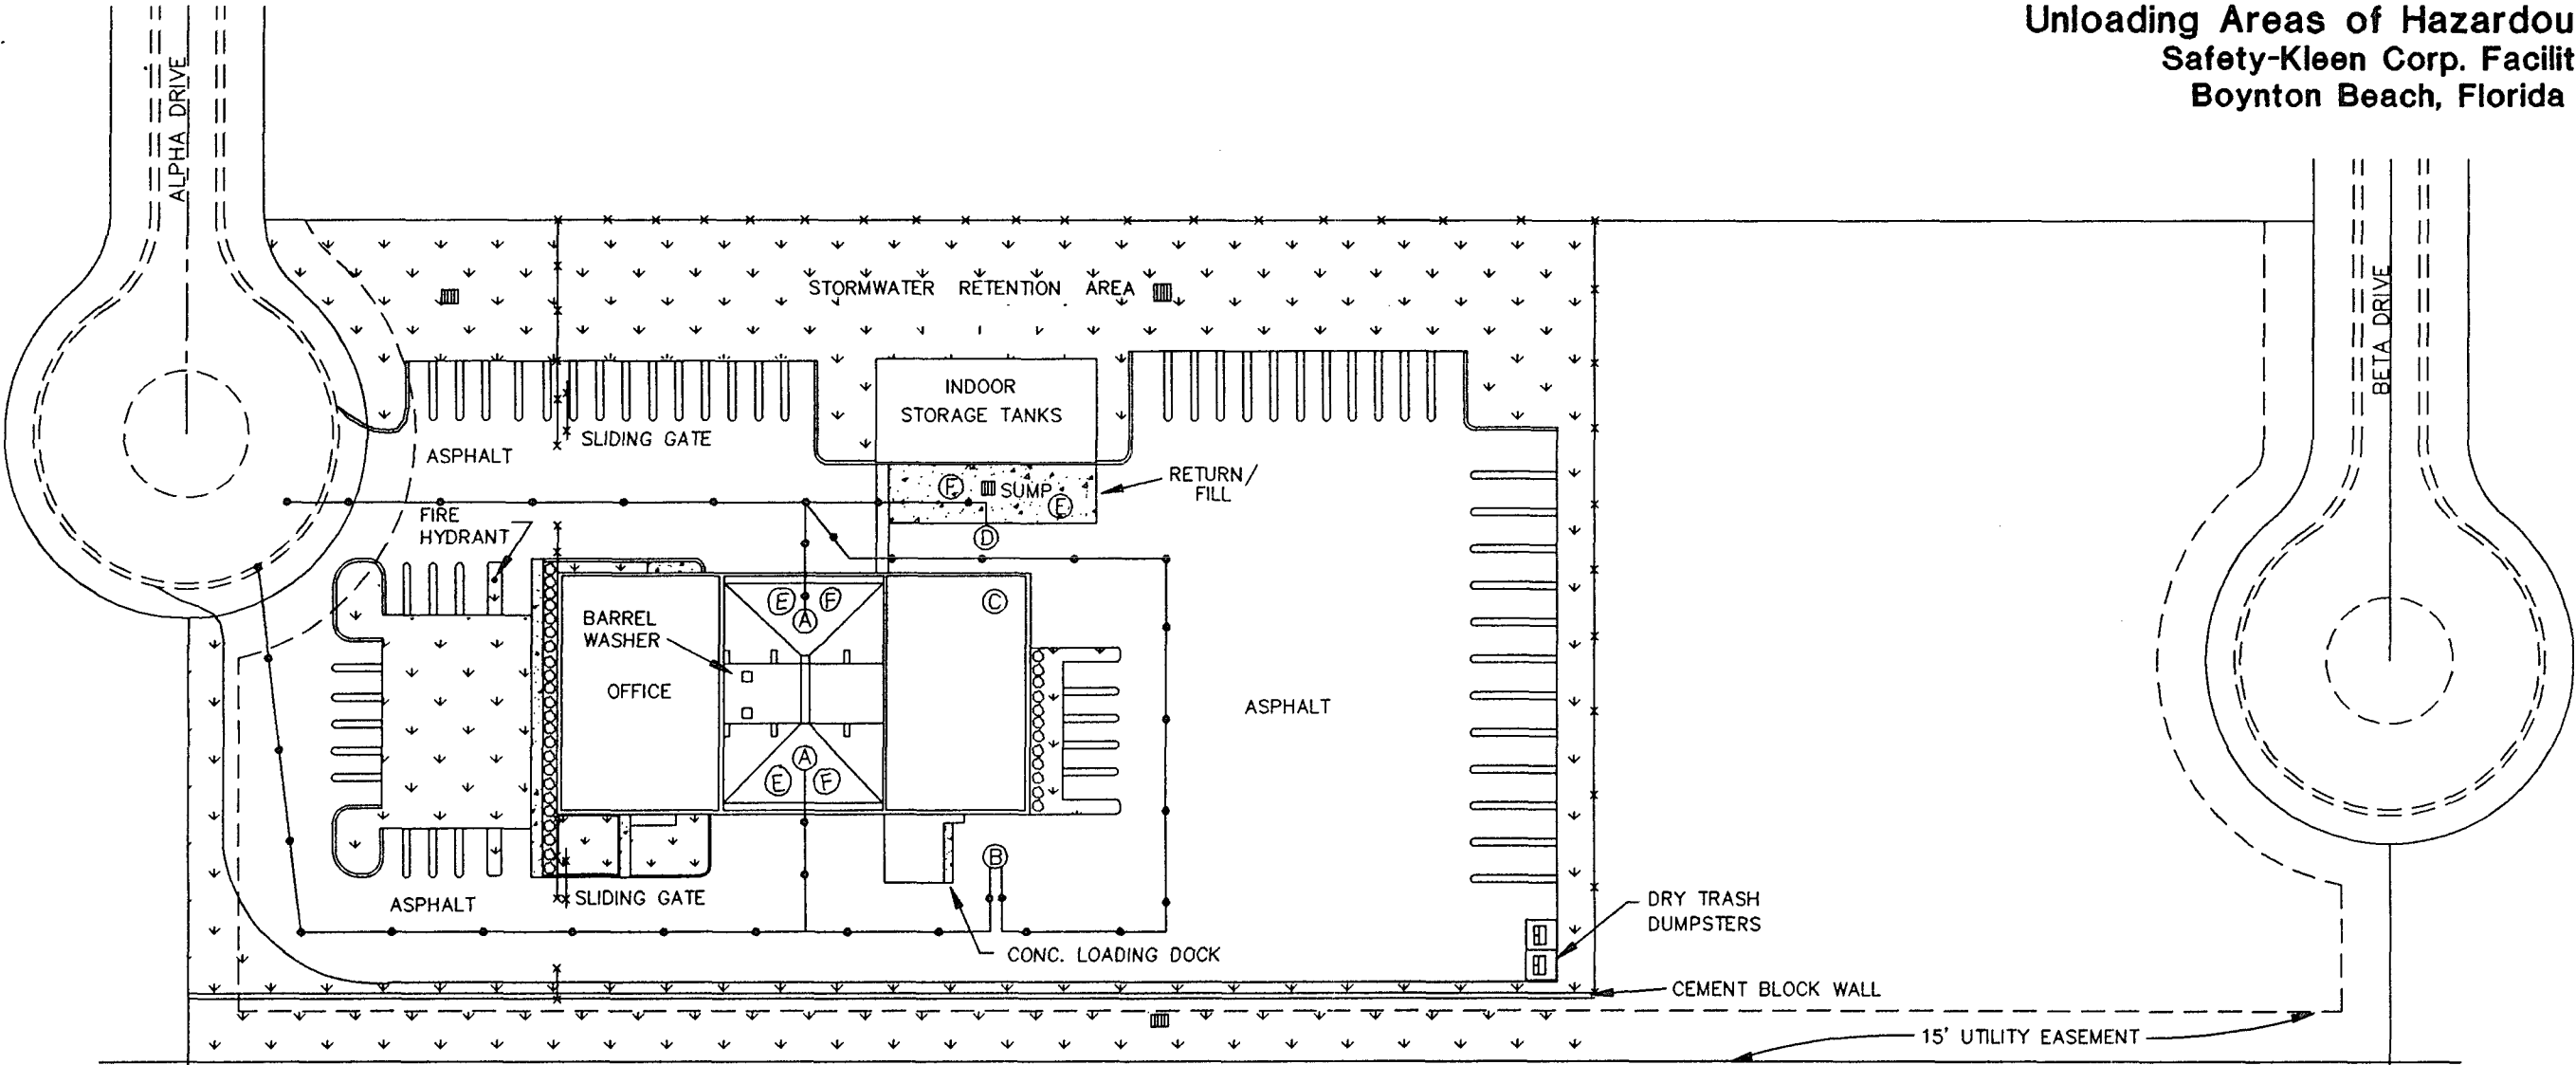 Unloading Areas of Hazardou
Safety-Kleen Corp. Facilit
Boynton Beach, Florida
ALPHA DRIVE
BETA DRIVE
STORMWATER RETENTION AREA
INDOOR
STORAGE TANKS
SLIDING GATE
ASPHALT
RETURN/
FILL
F
SUMP
E
FIRE
HYDRANT
D
E
F
A
C
BARREL
WASHER
OFFICE
ASPHALT
A
E
F
B
SLIDING GATE
ASPHALT
CONC. LOADING DOCK
DRY TRASH
DUMPSTERS
CEMENT BLOCK WALL
15' UTILITY EASEMENT